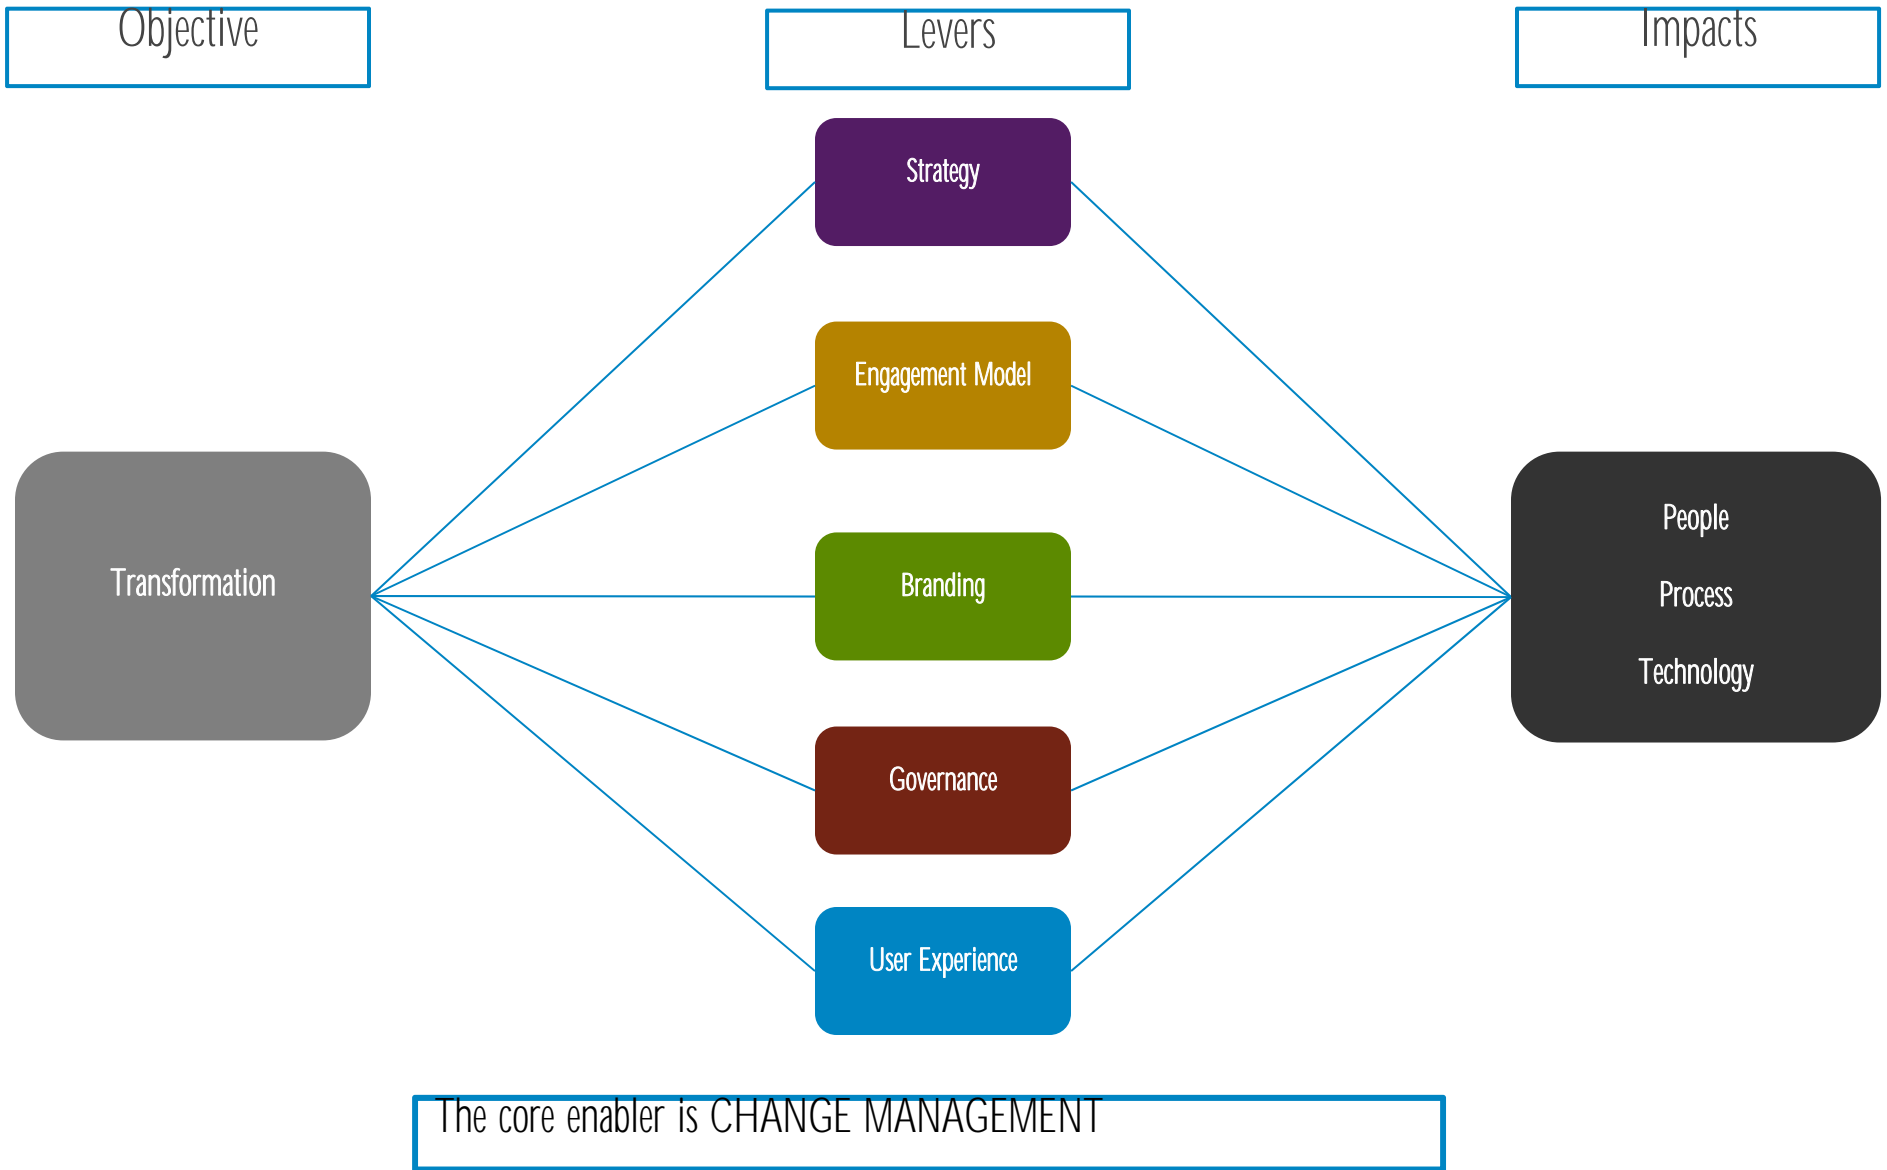 Objective
Levers
Impacts
Strategy
Engagement Model
Branding
Governance
User Experience
Transformation
People
Process
Technology
The core enabler is CHANGE MANAGEMENT